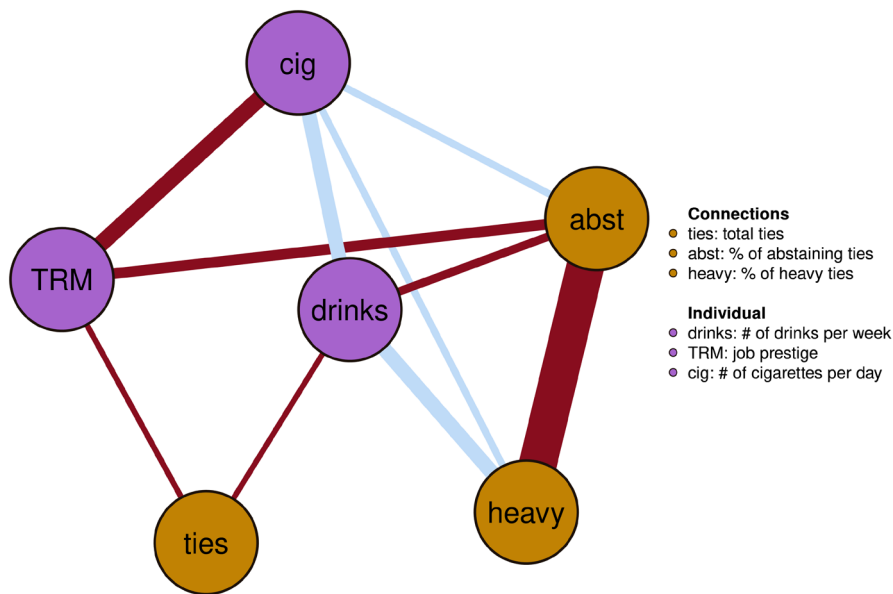 cig
abst
TRM
drinks
heavy
ties
Connections
ties: total ties
abst: % of abstaining ties
heavy: % of heavy ties
Individual
drinks: # of drinks per week
TRM: job prestige
cig: # of cigarettes per day